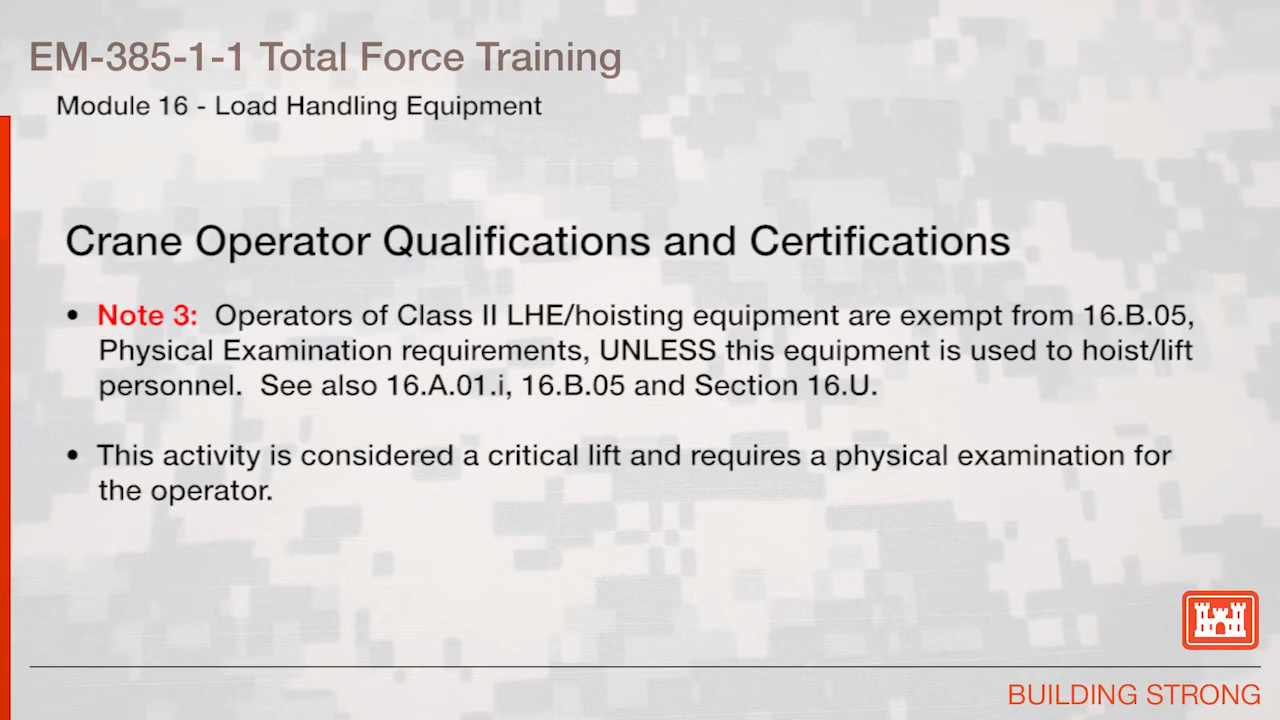 EM-385-1-1 Total Force Training
Module 16 - Load Handling Equipment
Crane Operator Qualifications and Certifications
• Note 3: Operators of Class II LHE/hoisting equipment are exempt from 16.B.05,
Physical Examination requirements, UNLESS this equipment is used to hoist/lift
personnel. See also 16.A.01.i, 16.B.05 and Section 16.U.
• This activity is considered a critical lift and requires a physical examination for
the operator.
BUILDING STRONG